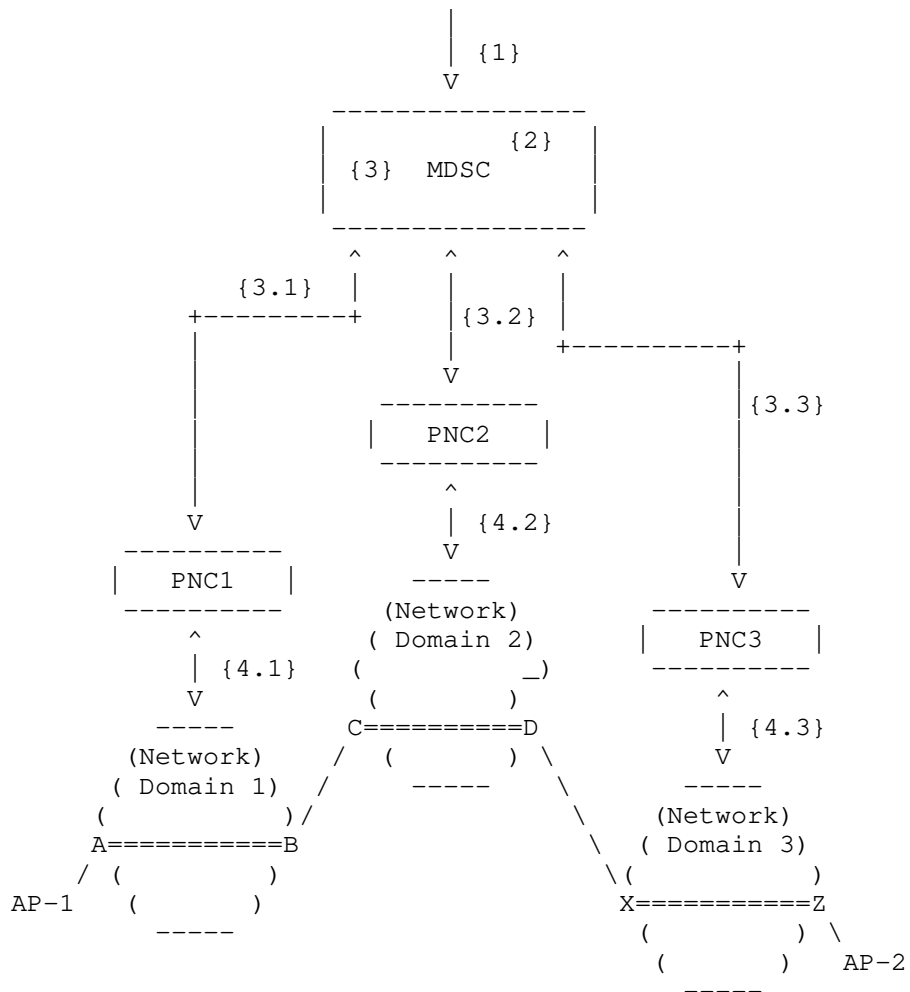 {1}
{2}
{3} MDSC
{3.1}
{3.2}
{3.3}
PNC2
{4.2}
PNC1
(Network)
( Domain 2)
PNC3
{4.1}
C==========D
{4.3}
(Network)
( Domain 1)
(Network)
A===========B
( Domain 3)
AP-1
X===========Z
AP-2